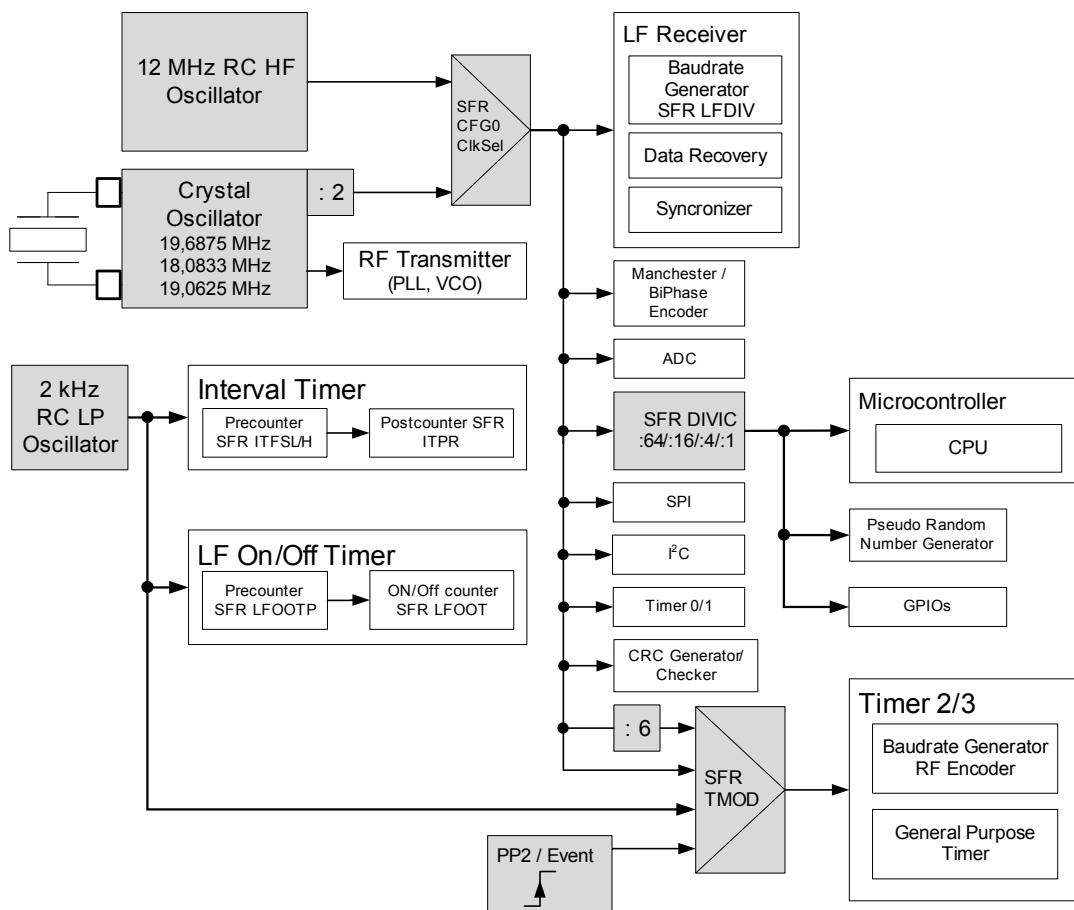 12 MHz RC HF
Oscillator
SFR
CFG0
ClkSel
LF Receiver
Baudrate
Generator
SFR LFDIV
Data Recovery
Syncronizer
Crystal
Oscillator
19,6875 MHz
18,0833 MHz
19,0625 MHz
: 2
RF Transmitter
(PLL, VCO)
Manchester /
BiPhase
Encoder
ADC
2 kHz
RC LP
Oscillator
Interval Timer
Precounter
SFR ITFSL/H
Postcounter SFR
ITPR
SFR DIVIC
:64/:16/:4/:1
Microcontroller
CPU
SPI
Pseudo Random
Number Generator
I²C
LF On/Off Timer
Precounter
SFR LFOOTP
ON/Off counter
SFR LFOOT
Timer 0/1
GPIOs
CRC Generator/
Checker
: 6
SFR
TMOD
Timer 2/3
Baudrate Generator
RF Encoder
General Purpose
Timer
PP2 / Event